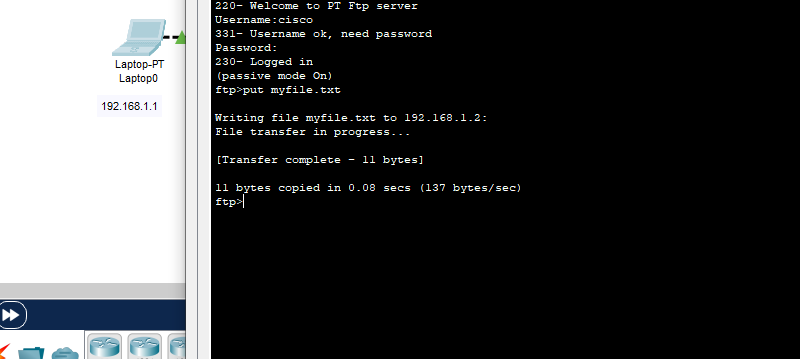 Laptop-PT
Laptop0
192.168.1.1
220- Welcome to PT Ftp server
Username:cisco
331- Username ok, need password
Password:
230- Logged in
(passive mode On)
ftp>put myfile.txt
Writing file myfile.txt to 192.168.1.2:
File transfer in progress...
[Transfer complete - 11 bytes]
11 bytes copied in 0.08 secs (137 bytes/sec)
ftp>